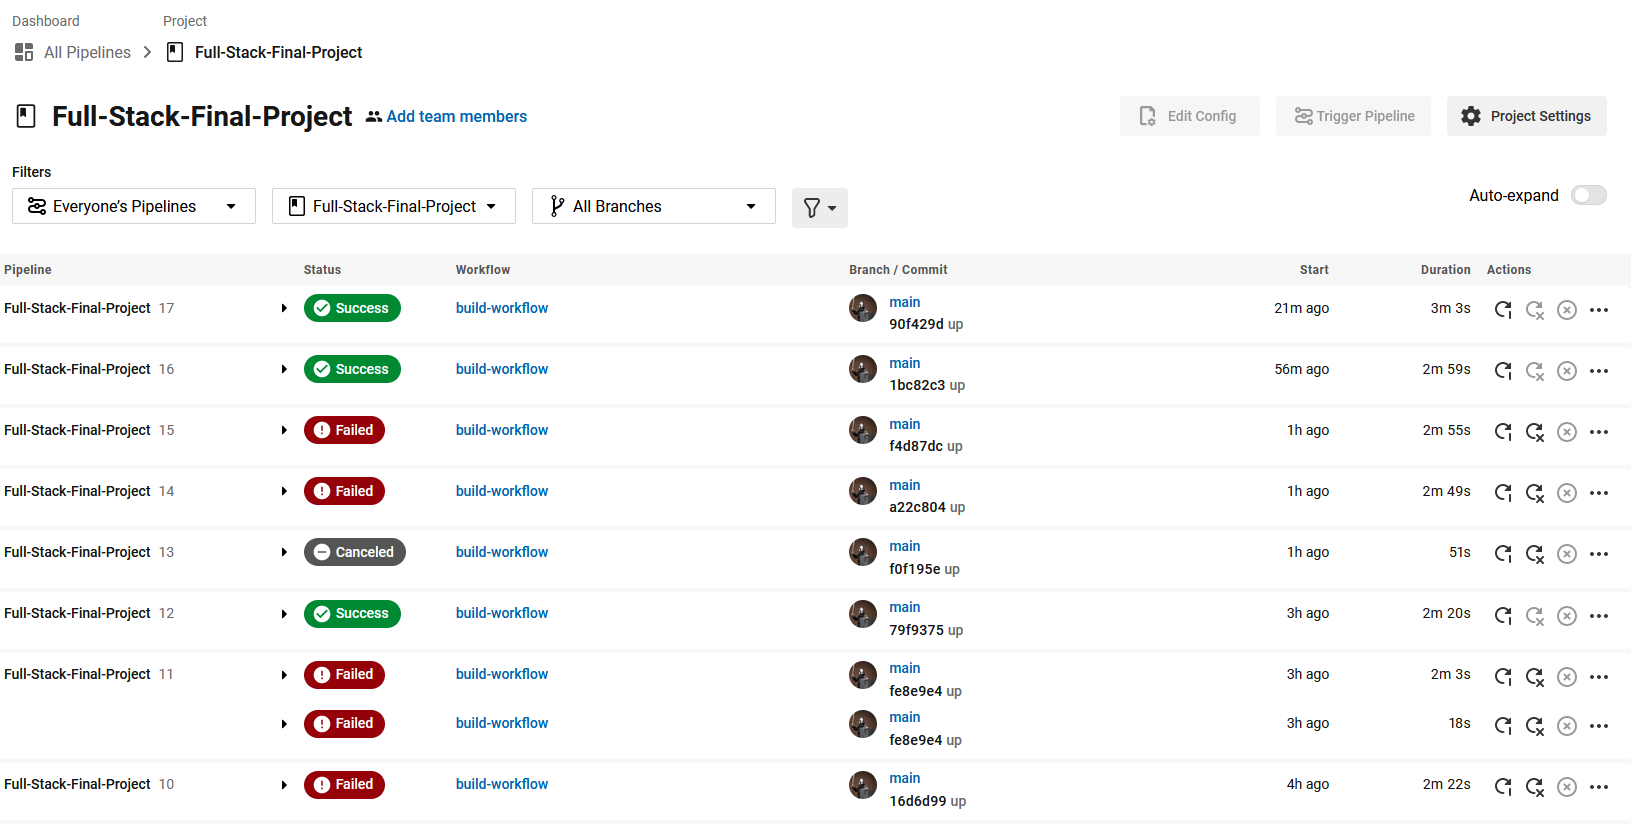 Dashboard Project
All Pipelines Full-Stack-Final-Project
Full-Stack-Final-Project Add team members Edit Config Trigger Pipeline Project Settings
Filters
Everyone’s Pipelines Full-Stack-Final-Project All Branches Auto-expand
Pipeline Status Workflow Branch / Commit Start Duration Actions
Full-Stack-Final-Project 17 Success build-workflow main 21m ago 3m 3s
90f429d up
Full-Stack-Final-Project 16 Success build-workflow main 56m ago 2m 59s
1bc82c3 up
Full-Stack-Final-Project 15 Failed build-workflow main 1h ago 2m 55s
f4d87dc up
Full-Stack-Final-Project 14 Failed build-workflow main 1h ago 2m 49s
a22c804 up
Full-Stack-Final-Project 13 Canceled build-workflow main 1h ago 51s
f0f195e up
Full-Stack-Final-Project 12 Success build-workflow main 3h ago 2m 20s
79f9375 up
Full-Stack-Final-Project 11 Failed build-workflow main 3h ago 2m 3s
fe8e9e4 up
Failed build-workflow main 3h ago 18s
fe8e9e4 up
Full-Stack-Final-Project 10 Failed build-workflow main 4h ago 2m 22s
16d6d99 up